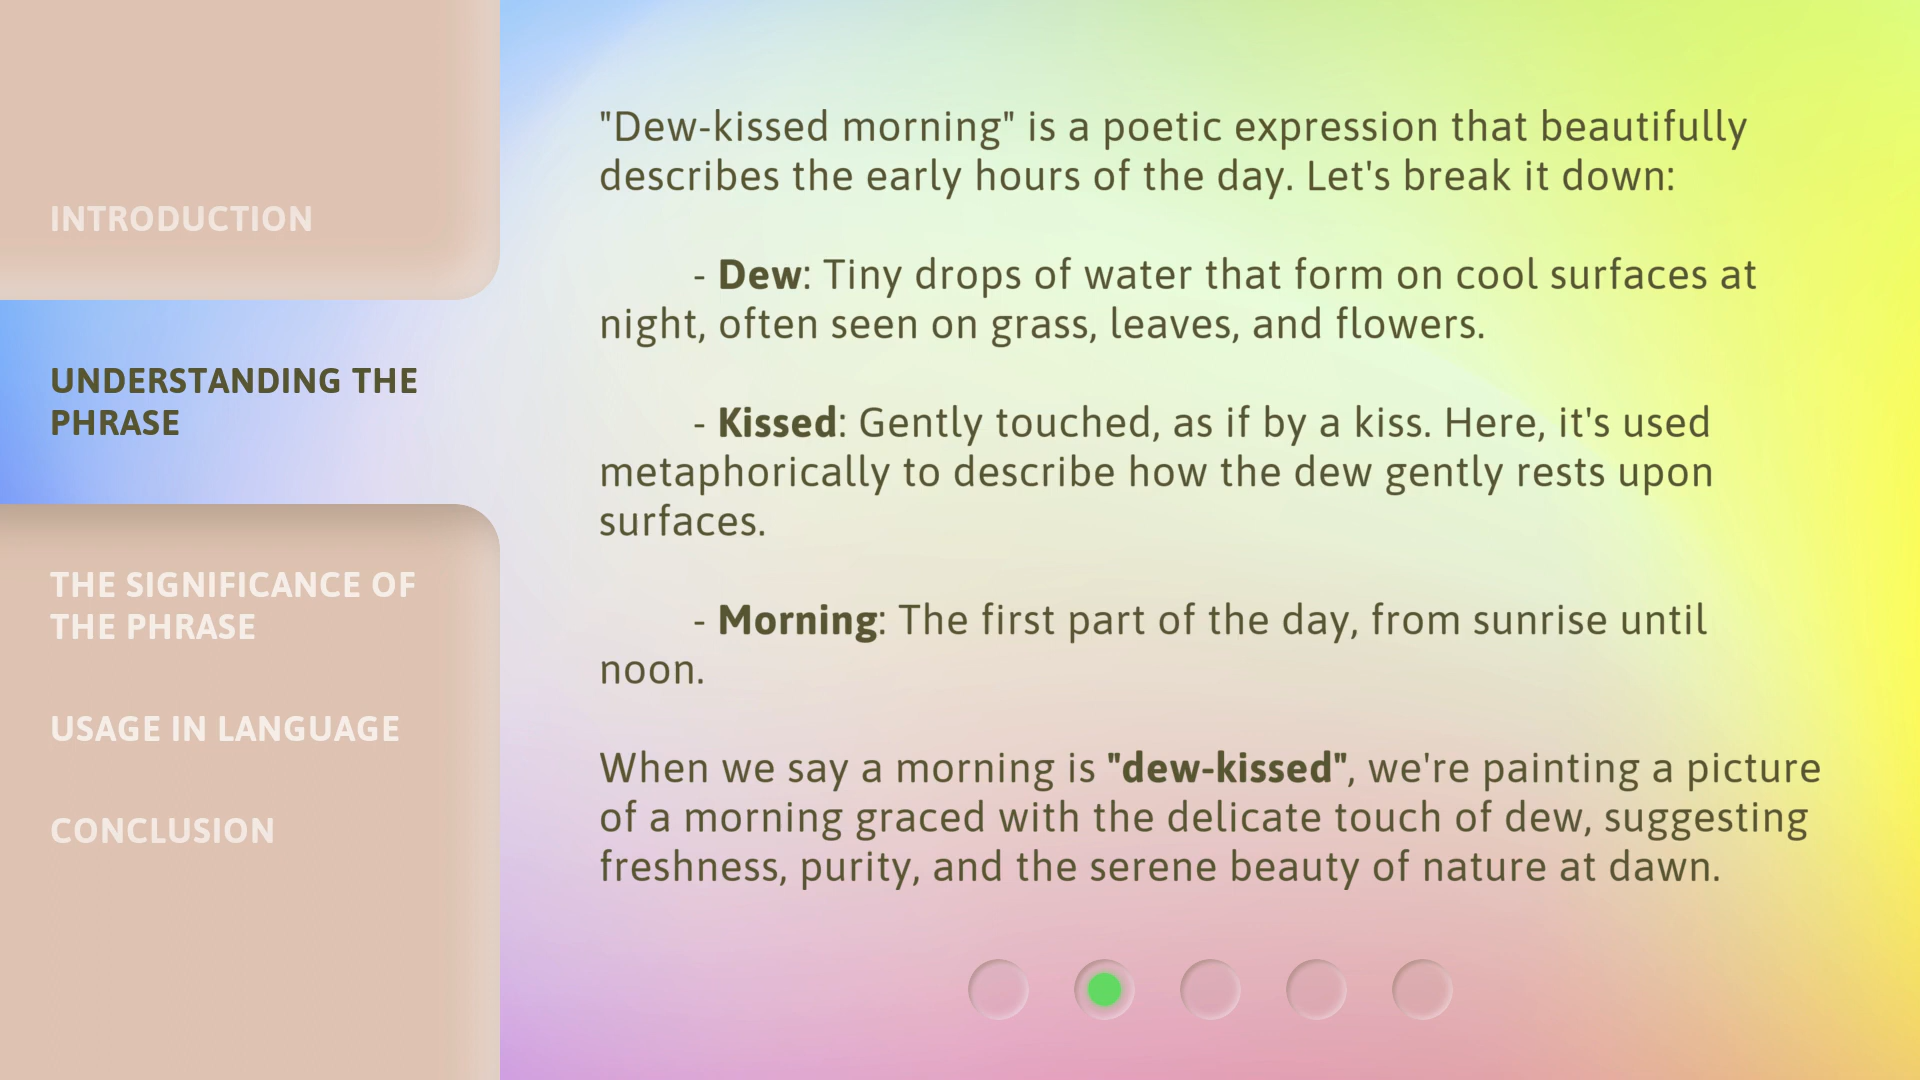 INTRODUCTION
UNDERSTANDING THE
PHRASE
THE SIGNIFICANCE OF
THE PHRASE
USAGE IN LANGUAGE
CONCLUSION
"Dew-kissed morning" is a poetic expression that beautifully
describes the early hours of the day. Let's break it down:
- Dew: Tiny drops of water that form on cool surfaces at
night, often seen on grass, leaves, and flowers.
- Kissed: Gently touched, as if by a kiss. Here, it's used
metaphorically to describe how the dew gently rests upon
surfaces.
- Morning: The first part of the day, from sunrise until
noon.
When we say a morning is "dew-kissed", we're painting a picture
of a morning graced with the delicate touch of dew, suggesting
freshness, purity, and the serene beauty of nature at dawn.